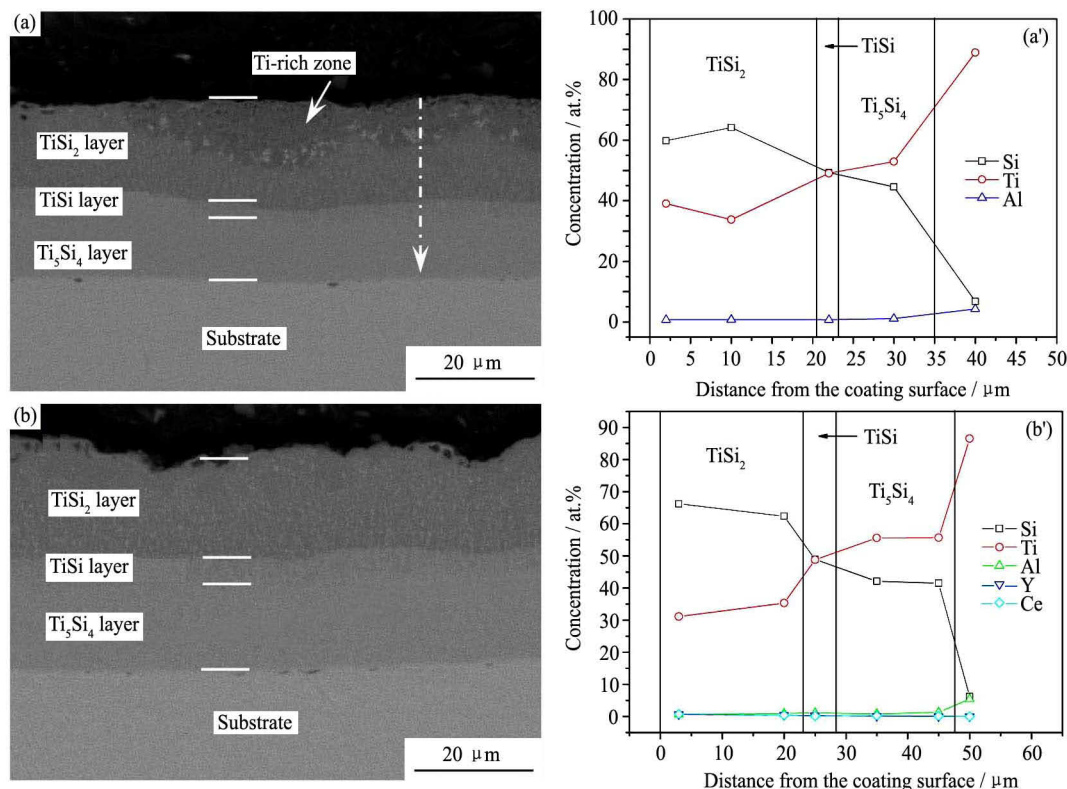 (a)
Ti-rich zone
TiSi₂ layer
TiSi layer
Ti₅Si₄ layer
Substrate
20 μm
(a')
TiSi₂
TiSi
Ti₅Si₄
Si
Ti
Al
100
80
60
40
20
0
Concentration / at.%
0 5 10 15 20 25 30 35 40 45 50
Distance from the coating surface / μm
(b)
TiSi₂ layer
TiSi layer
Ti₅Si₄ layer
Substrate
20 μm
(b')
TiSi₂
TiSi
Ti₅Si₄
Si
Ti
Al
Y
Ce
90
80
70
60
50
40
30
20
10
0
Concentration / at.%
0 10 20 30 40 50 60
Distance from the coating surface / μm